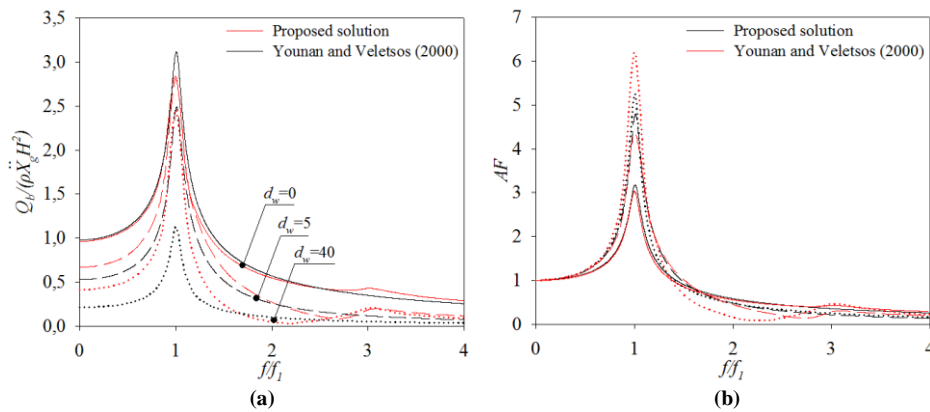 3,5
3,0
2,5
2,0
1,5
1,0
0,5
0,0
Q_b/(ρẌ_gH²)
Proposed solution
Younan and Veletsos (2000)
d_w=0
d_w=5
d_w=40
0 1 2 3 4
f/f_1
(a)
7
6
5
4
3
2
1
0
AF
Proposed solution
Younan and Veletsos (2000)
0 1 2 3 4
f/f_1
(b)